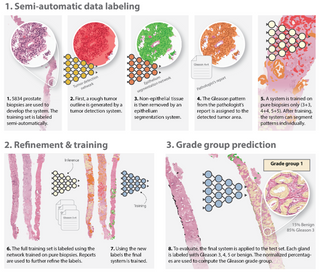 1. Semi-automatic data labeling
1. 5834 prostate
biopsies are used to
develop the system. The
training set is labeled
semi-automatically.
2. First, a rough tumor
outline is generated by a
tumor detection system.
3. Non-epithelial tissue
is then removed by an
epithelium
segmentation system.
4. The Gleason pattern
from the pathologist's
report is assigned to the
detected tumor area.
5. A system is trained on
pure biopsies only (3+3,
4+4, 5+5). After training,
the system can segment
patterns individually.
2. Refinement & training
Inference
Training
6. The full training set is labeled using the
network trained on pure biopsies. Reports
are used to further refine the labels.
7. Using the new
labels the final
system is trained.
3. Grade group prediction
Grade group 1
15% Benign
85% Gleason 3
8. To evaluate, the final system is applied to the test set. Each gland
is labeled with Gleason 3, 4, 5 or benign. The normalized percentag-
es are used to compute the Gleason grade group.